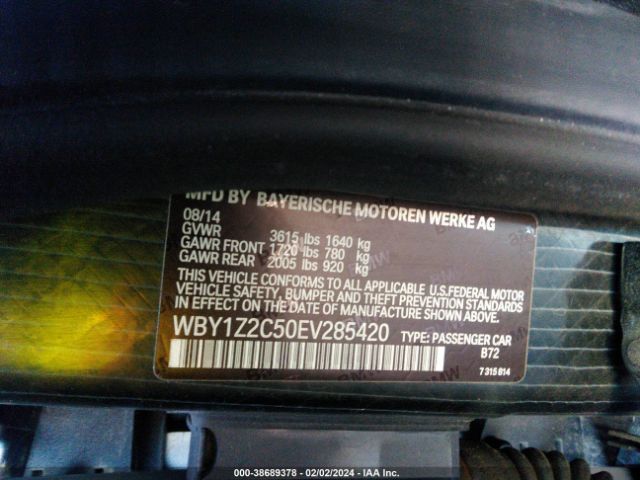 MFD BY BAYERISCHE MOTOREN WERKE AG
08/14
GVWR 3615 lbs 1640 kg
GAWR FRONT 1720 lbs 780 kg
GAWR REAR 2005 lbs 920 kg
THIS VEHICLE CONFORMS TO ALL APPLICABLE U.S.FEDERAL MOTOR
VEHICLE SAFETY, BUMPER AND THEFT PREVENTION STANDARDS
IN EFFECT ON THE DATE OF MANUFACTURE SHOWN ABOVE.
WBY1Z2C50EV285420 TYPE: PASSENGER CAR
B72
7 315 814
000-38689378 - 02/02/2024 - IAA Inc.